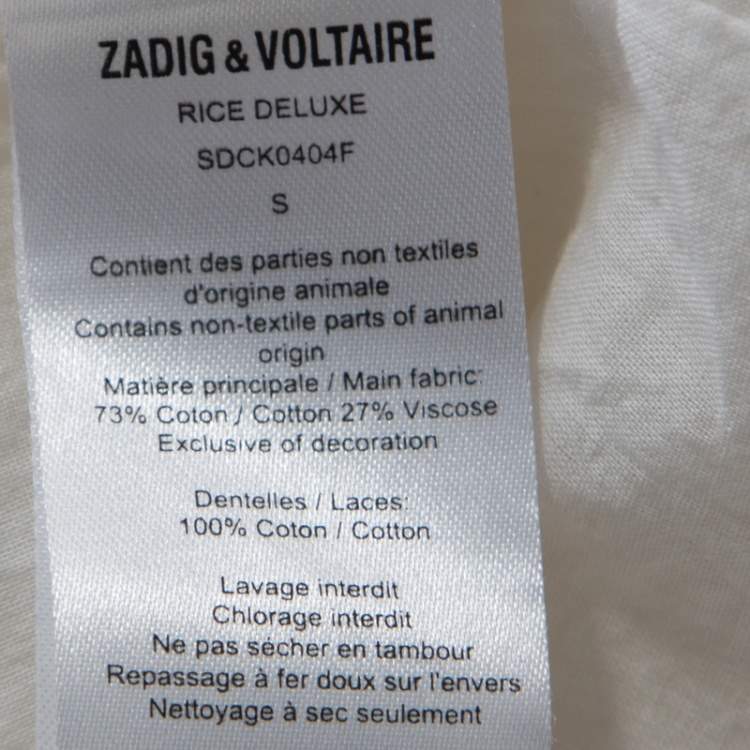 ZADIG & VOLTAIRE
RICE DELUXE
SDCK0404F
S
Contient des parties non textiles
d'origine animale
Contains non-textile parts of animal
origin
Matière principale / Main fabric:
73% Coton / Cotton 27% Viscose
Exclusive of decoration
Dentelles / Laces:
100% Coton / Cotton
Lavage interdit
Chlorage interdit
Ne pas sécher en tambour
Repassage à fer doux sur l'envers
Nettoyage à sec seulement